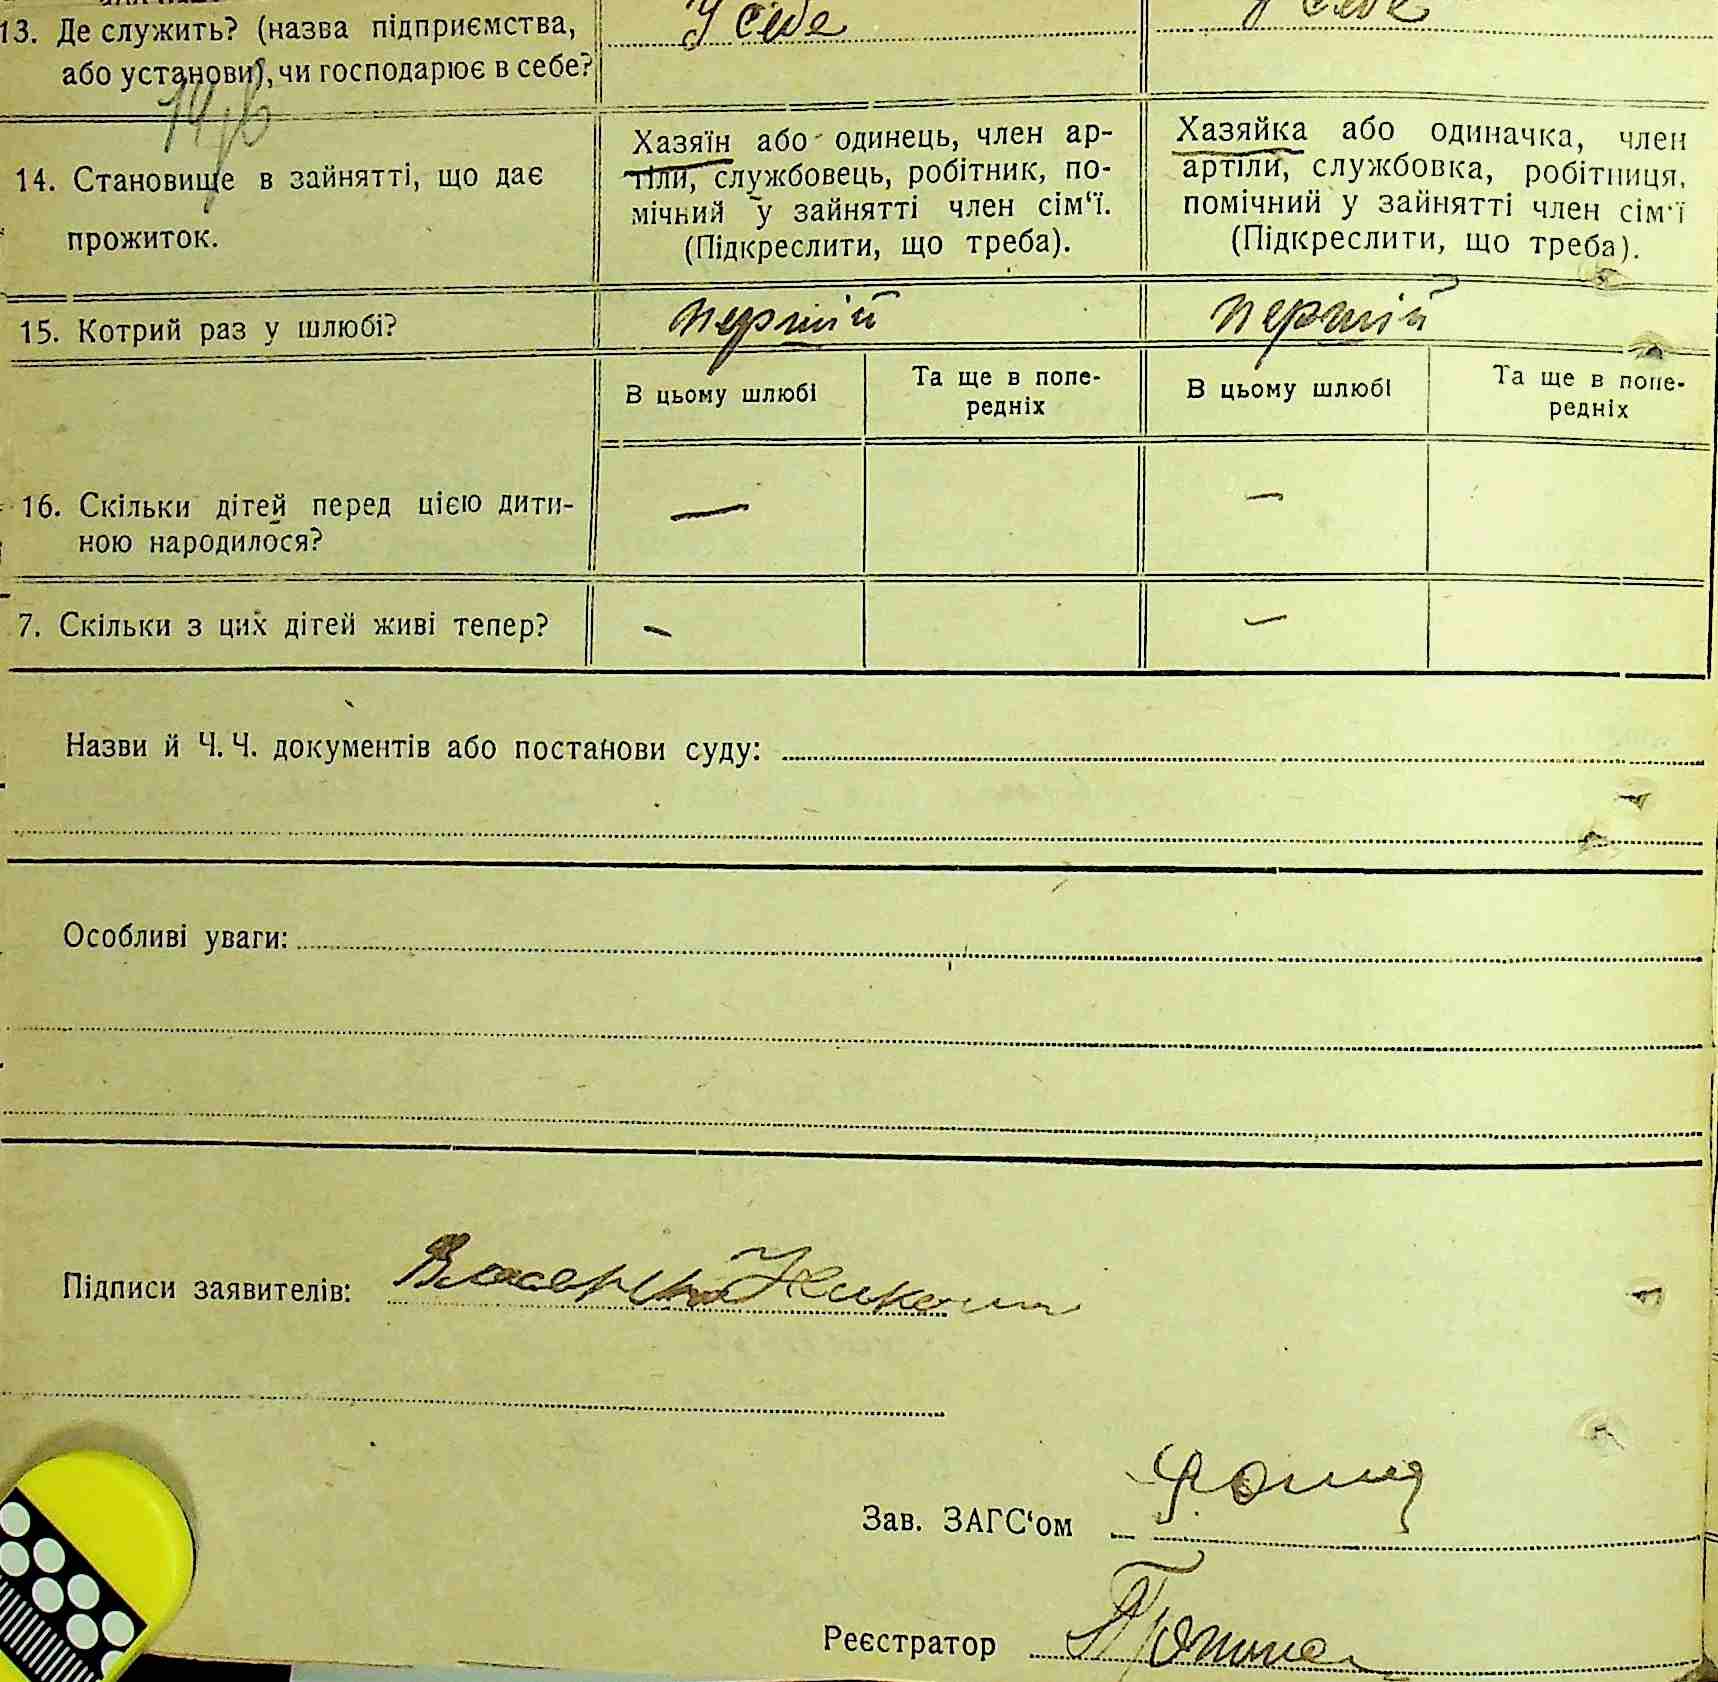 13. Де служить? (назва підприємства, У себе У себе
або установи), чи господарює в себе?
14. Становище в зайнятті, що дає
прожиток.
Хазяїн або одинець, член ар-
тіли, службовець, робітник, по-
мічний у зайнятті член сім‘ї.
(Підкреслити, що треба).
Хазяйка або одиначка, член
артіли, службовка, робітниця,
помічний у зайнятті член сім‘ї
(Підкреслити, що треба).
15. Котрий раз у шлюбі? перший перший
В цьому шлюбі
Та ще в попе-
редніх
В цьому шлюбі
Та ще в попе-
редніх
16. Скільки дітей перед цією дити- — —
ною народилося?
7. Скільки з цих дітей живі тепер? - -
Назви й Ч. Ч. документів або постанови суду:
Особливі уваги:
Підписи заявителів:
Зав. ЗАГС‘ом
Реєстратор